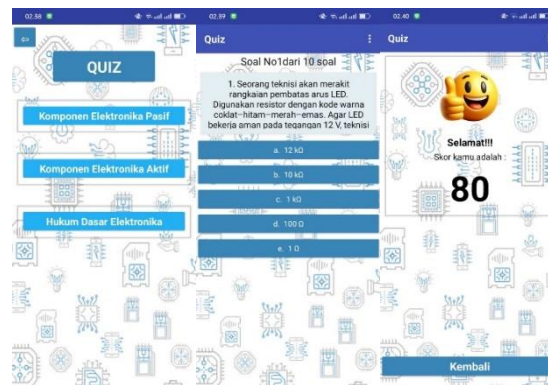 02.38
QUIZ
Komponen Elektronika Pasif
Komponen Elektronika Aktif
Hukum Dasar Elektronika
02.39
Quiz
Soal No1dari 10 soal
1. Seorang teknisi akan merakit
rangkaian pembatas arus LED.
Digunakan resistor dengan kode warna
coklat–hitam–merah–emas. Agar LED
bekerja aman pada tegangan 12 V, teknisi
a. 12 kΩ
b. 10 kΩ
c. 1 kΩ
d. 100 Ω
e. 1 Ω
02.40
Quiz
Selamat!!!
Skor kamu adalah :
80
Kembali